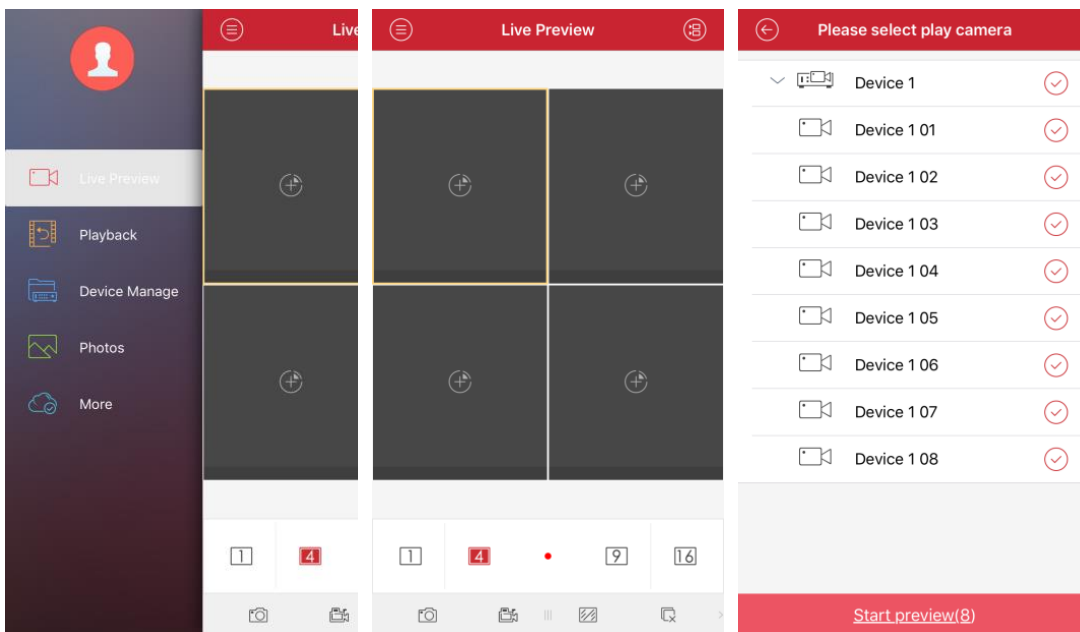 Live Preview
Playback
Device Manage
Photos
More
Live
1
4
Live Preview
1
4
9
16
Please select play camera
Device 1
Device 1 01
Device 1 02
Device 1 03
Device 1 04
Device 1 05
Device 1 06
Device 1 07
Device 1 08
Start preview(8)